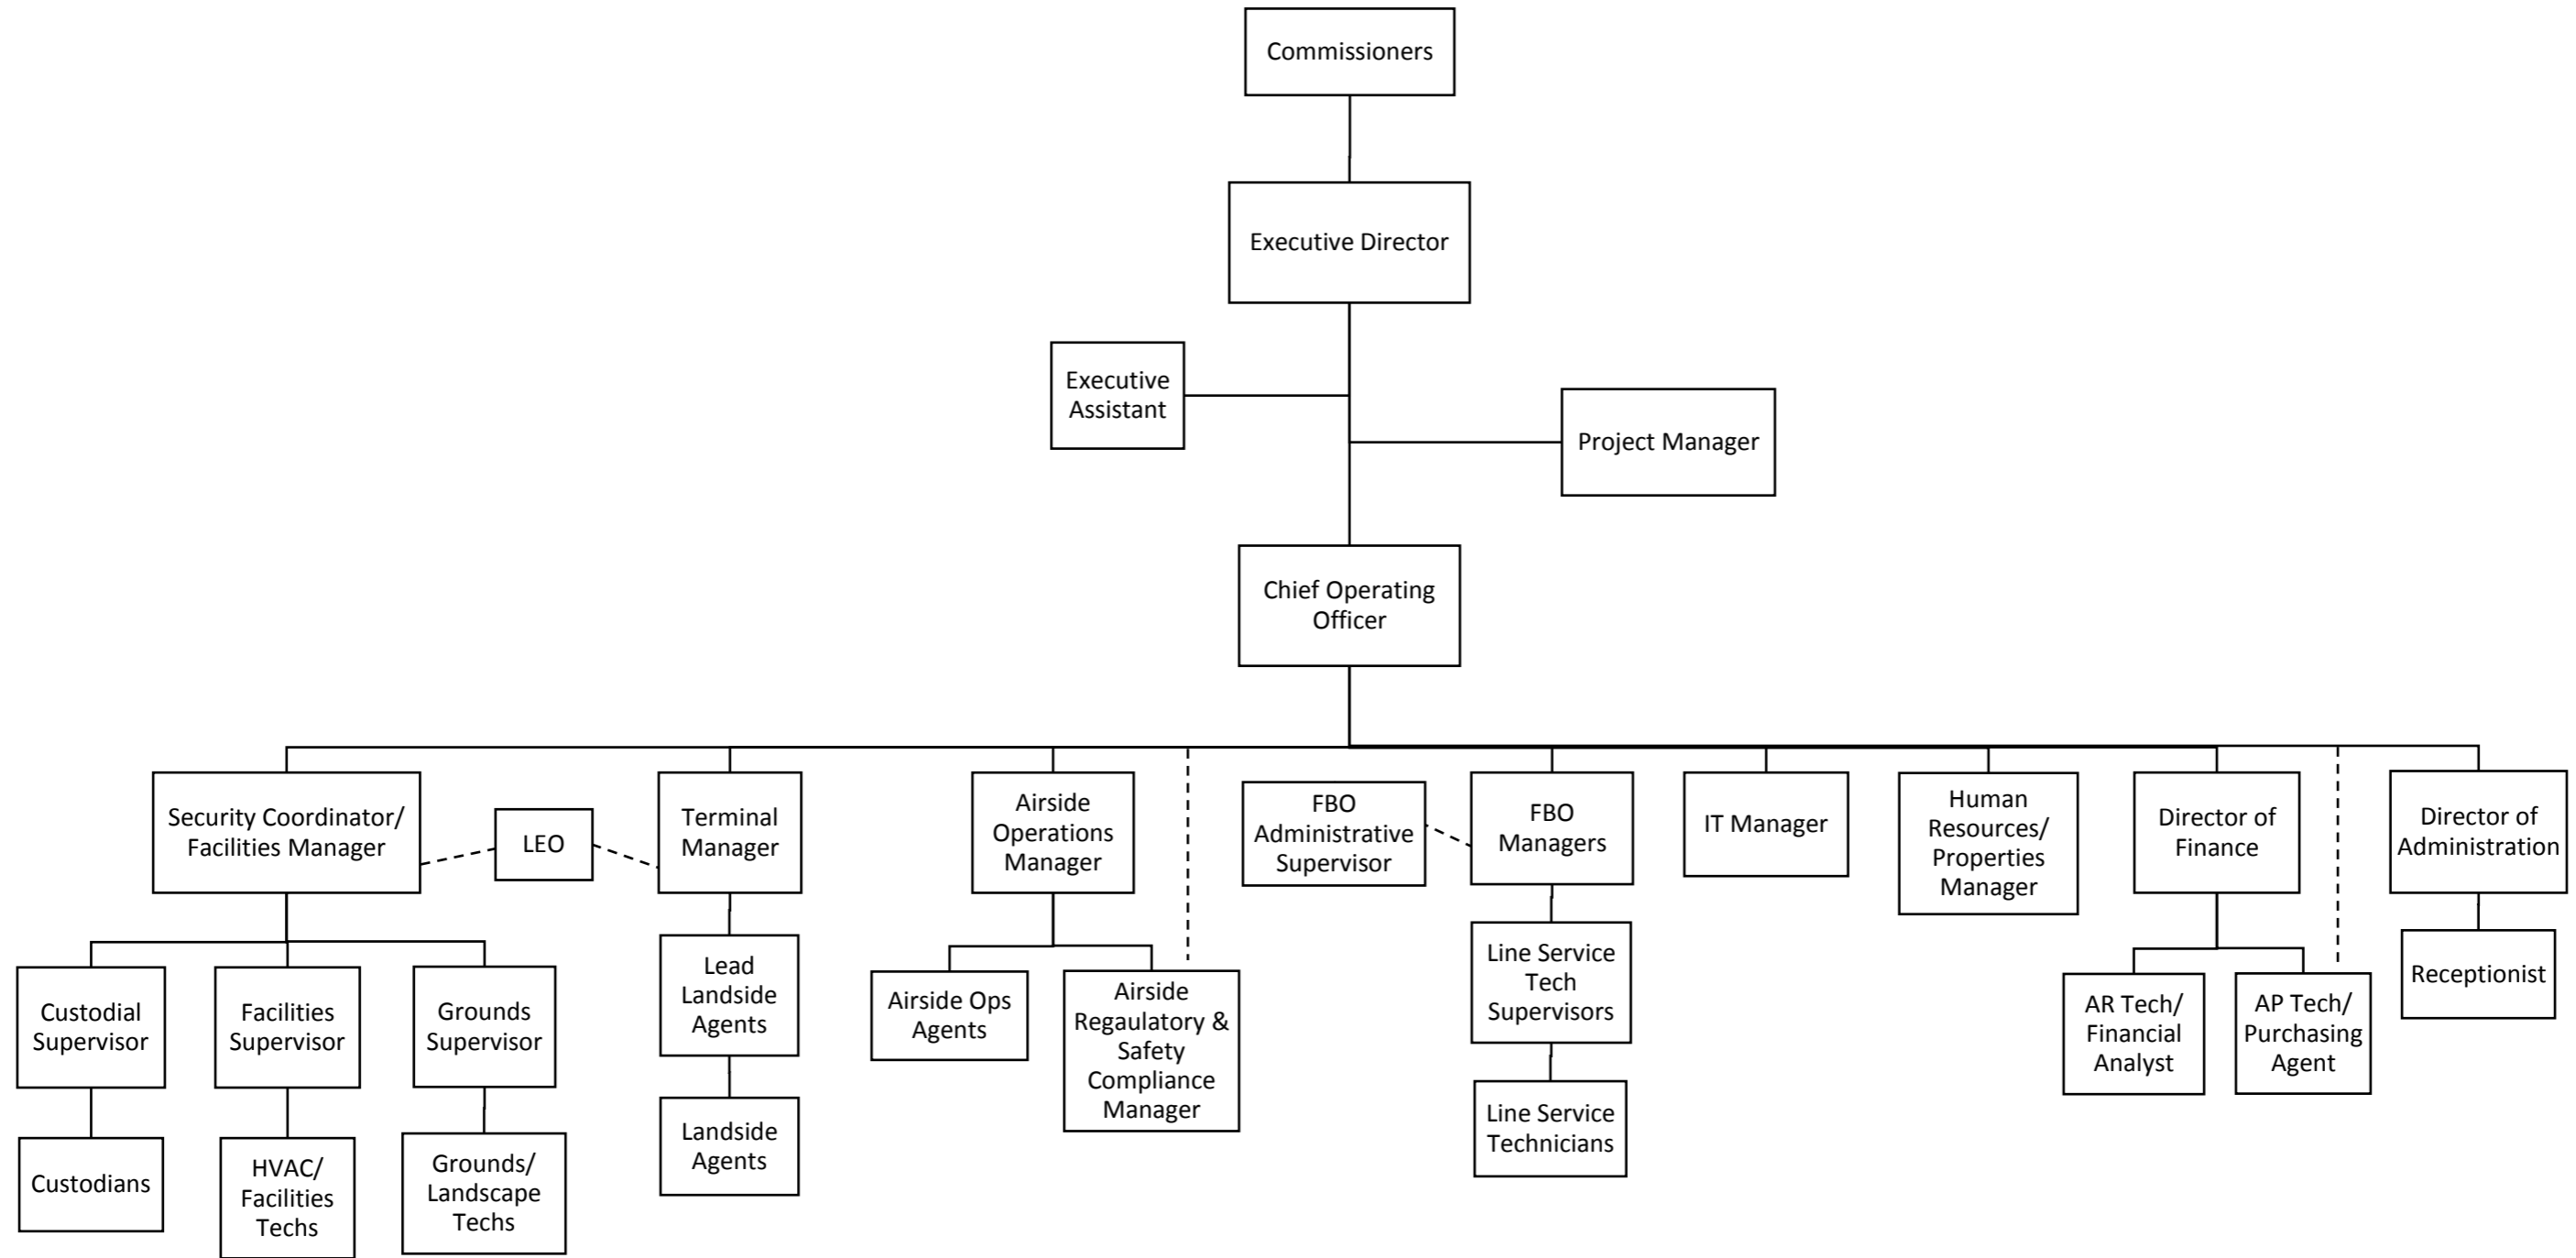 Commissioners
Executive Director
Executive
Assistant
Project Manager
Chief Operating
Officer
Security Coordinator/
Facilities Manager
LEO
Terminal
Manager
Airside
Operations
Manager
FBO
Administrative
Supervisor
FBO
Managers
IT Manager
Human
Resources/
Properties
Manager
Director of
Finance
Director of
Administration
Custodial
Supervisor
Facilities
Supervisor
Grounds
Supervisor
Lead
Landside
Agents
Airside Ops
Agents
Airside
Regaulatory &
Safety
Compliance
Manager
Line Service
Tech
Supervisors
AR Tech/
Financial
Analyst
AP Tech/
Purchasing
Agent
Receptionist
Custodians
HVAC/
Facilities
Techs
Grounds/
Landscape
Techs
Landside
Agents
Line Service
Technicians